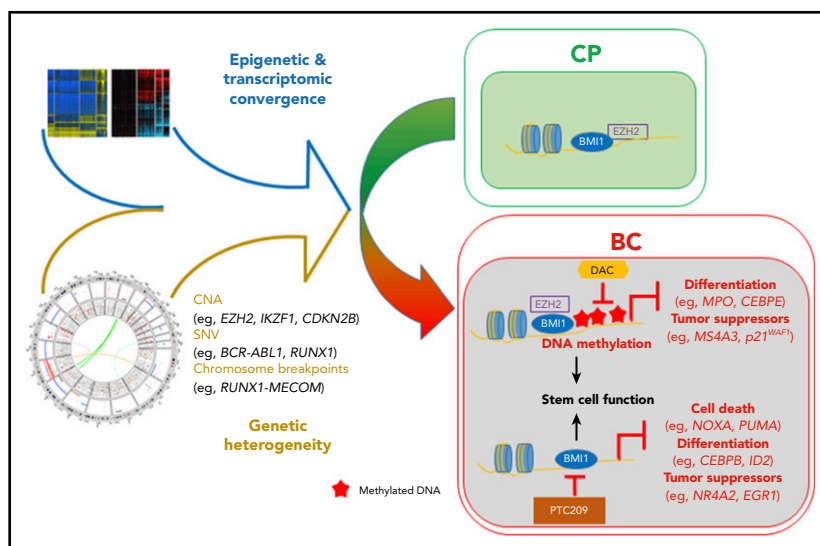 Epigenetic &
transcriptomic
convergence
CNA
(eg, EZH2, IKZF1, CDKN2B)
SNV
(eg, BCR-ABL1, RUNX1)
Chromosome breakpoints
(eg, RUNX1-MECOM)
Genetic
heterogeneity
Methylated DNA
CP
EZH2
BMI1
BC
DAC
EZH2
BMI1
DNA methylation
Differentiation
(eg, MPO, CEBPE)
Tumor suppressors
(eg, MS4A3, p21WAF1)
Stem cell function
BMI1
PTC209
Cell death
(eg, NOXA, PUMA)
Differentiation
(eg, CEBPB, ID2)
Tumor suppressors
(eg, NR4A2, EGR1)